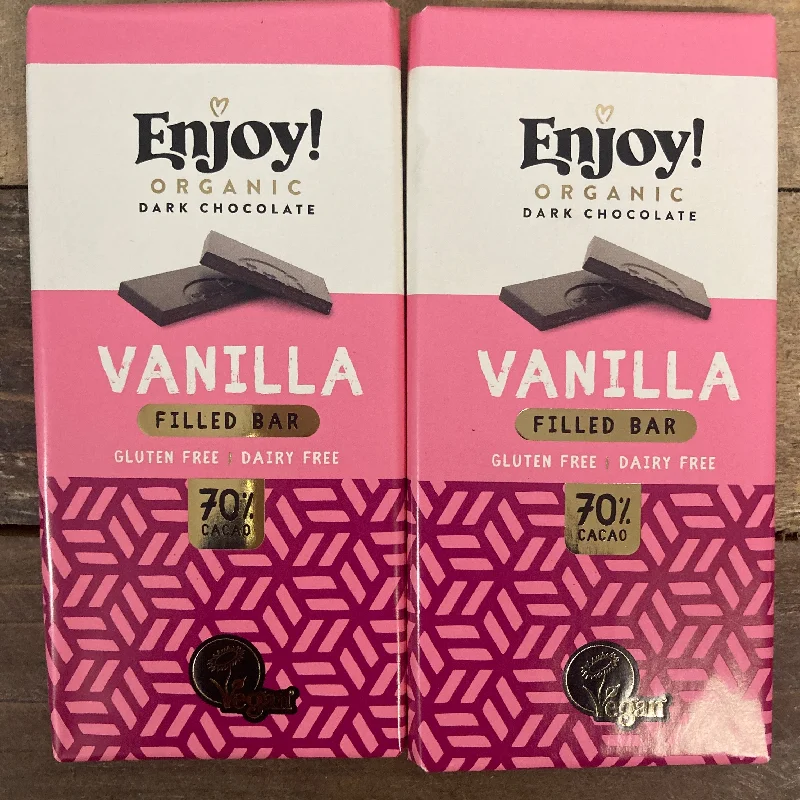 Enjoy!
ORGANIC
DARK CHOCOLATE
VANILLA
FILLED BAR
GLUTEN FREE | DAIRY FREE
70%
CACAO
Vegan
Enjoy!
ORGANIC
DARK CHOCOLATE
VANILLA
FILLED BAR
GLUTEN FREE | DAIRY FREE
70%
CACAO
Vegan